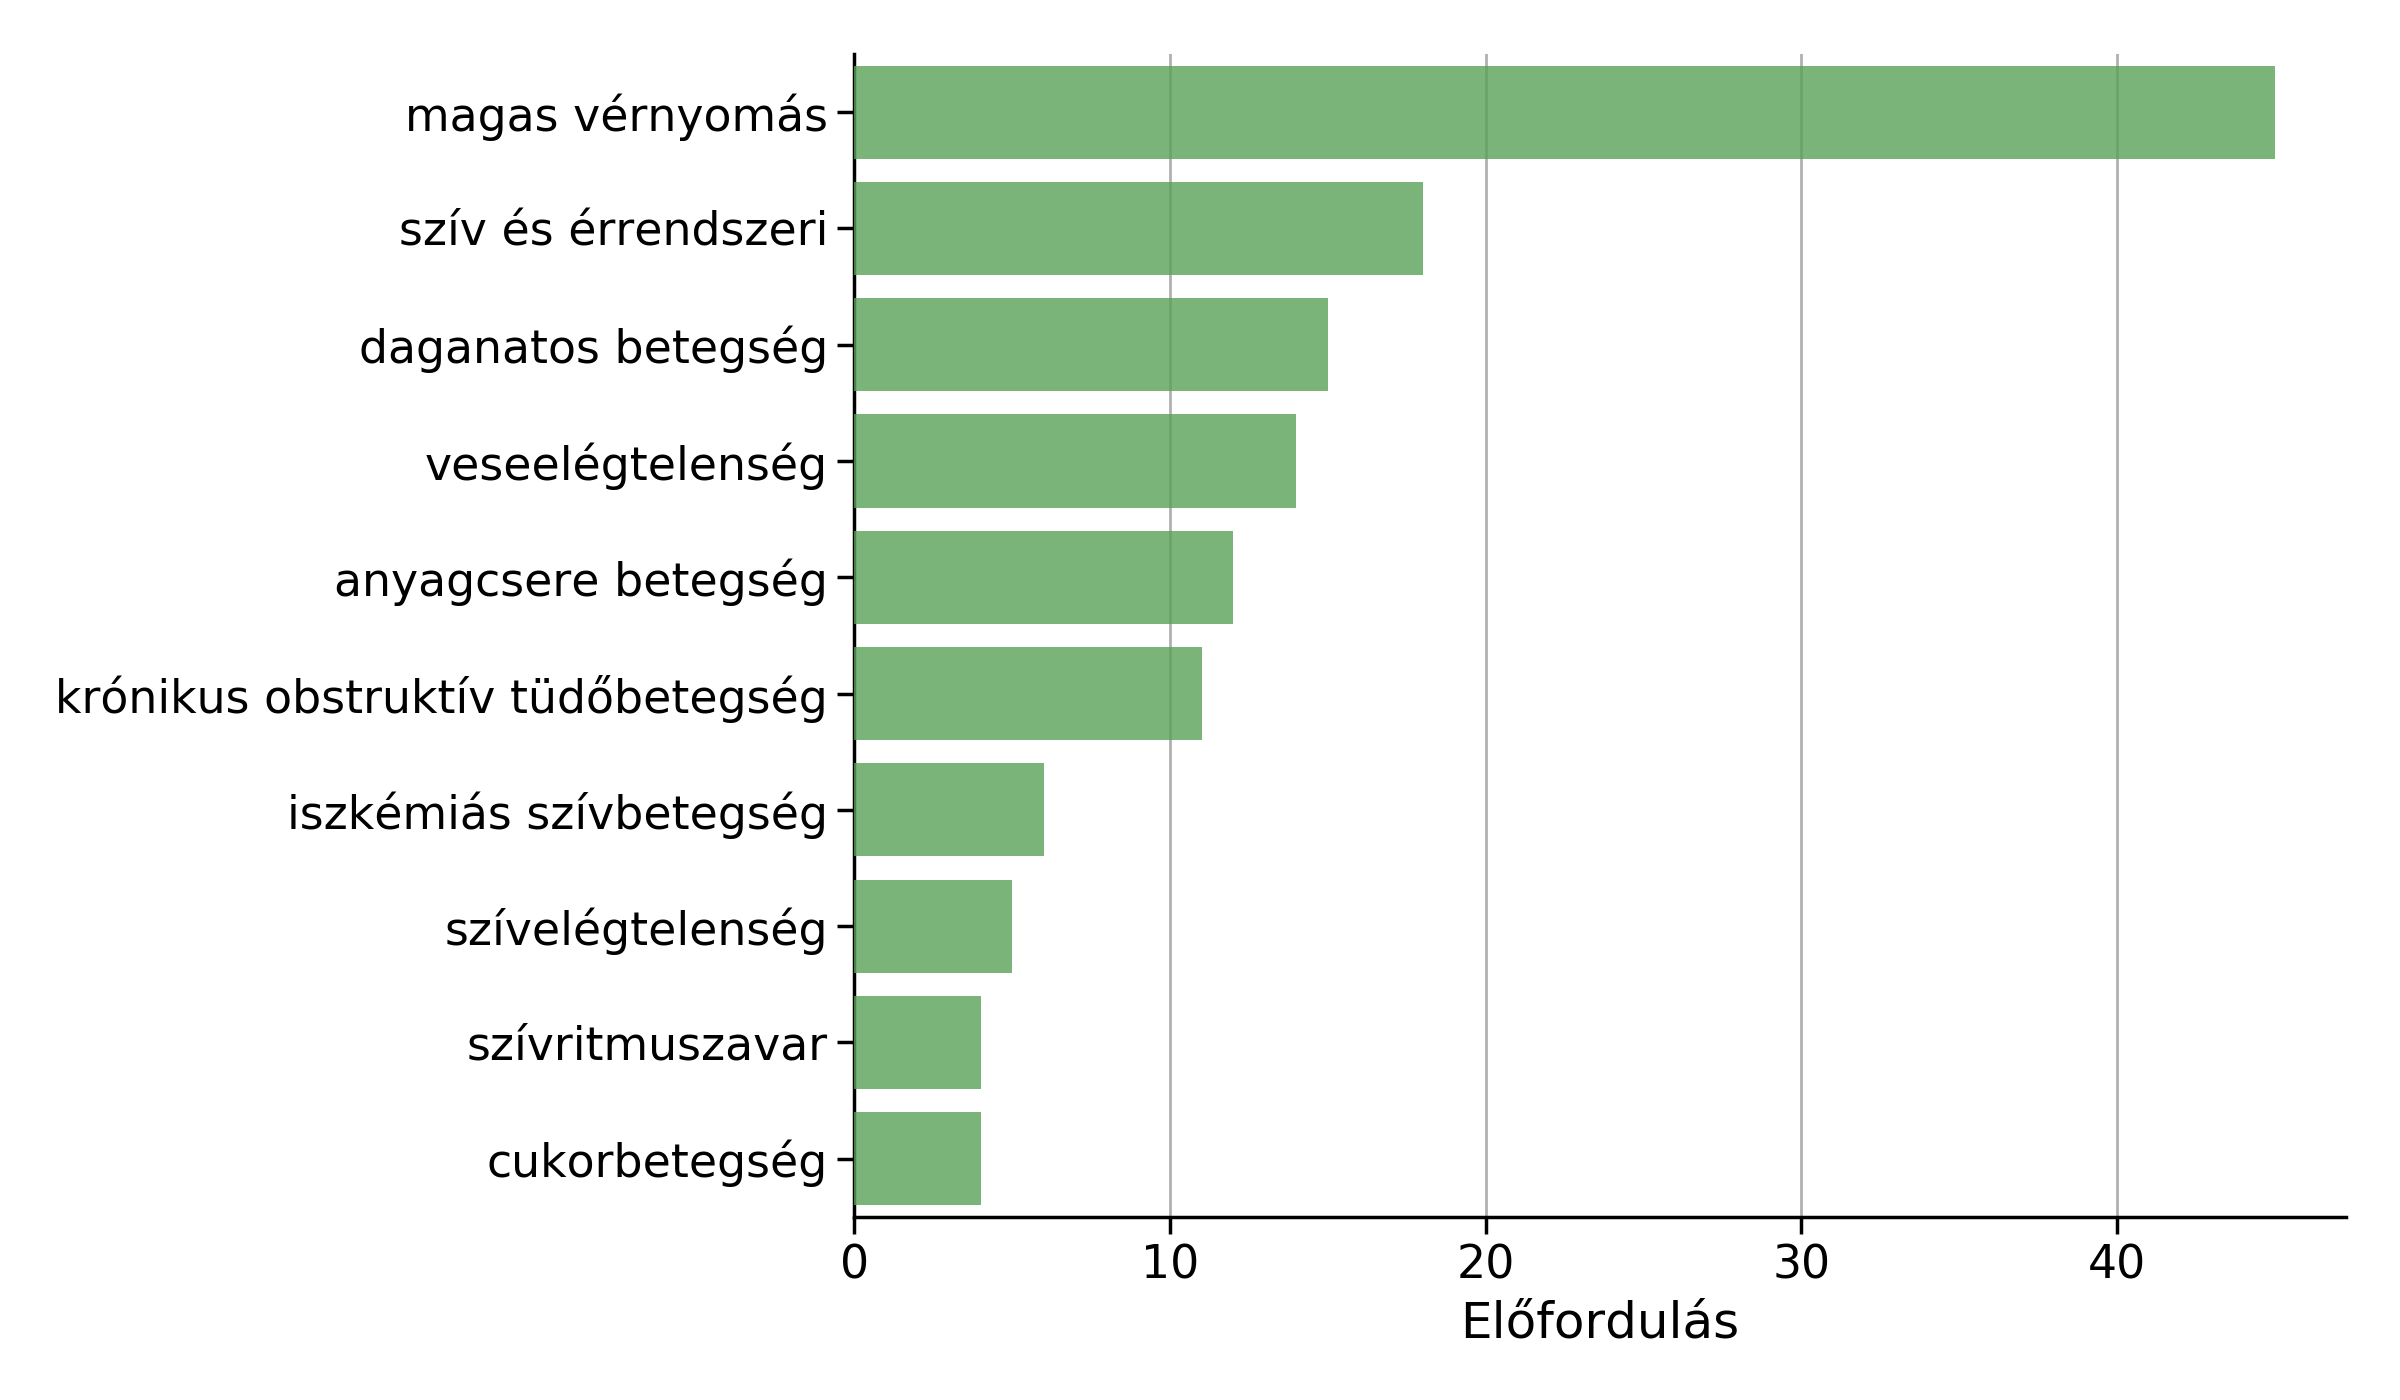 magas vérnyomás
szív és érrendszeri
daganatos betegség
veseelégtelenség
anyagcsere betegség
krónikus obstruktív tüdőbetegség
iszkémiás szívbetegség
szívelégtelenség
szívritmuszavar
cukorbetegség
0 10 20 30 40
Előfordulás